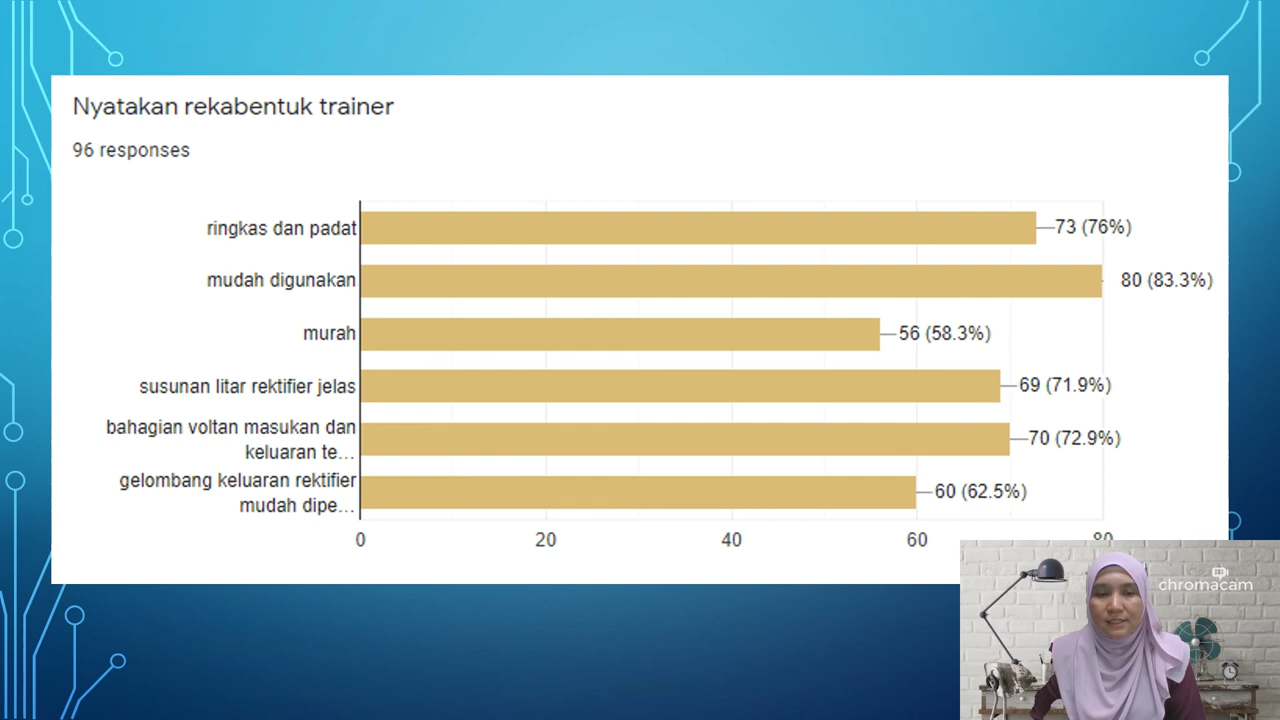 Nyatakan rekabentuk trainer
96 responses
ringkas dan padat
73 (76%)
mudah digunakan
80 (83.3%)
murah
56 (58.3%)
susunan litar rektifier jelas
69 (71.9%)
bahagian voltan masukan dan
keluaran te...
70 (72.9%)
gelombang keluaran rektifier
mudah dipe...
60 (62.5%)
0 20 40 60 80
chromacam